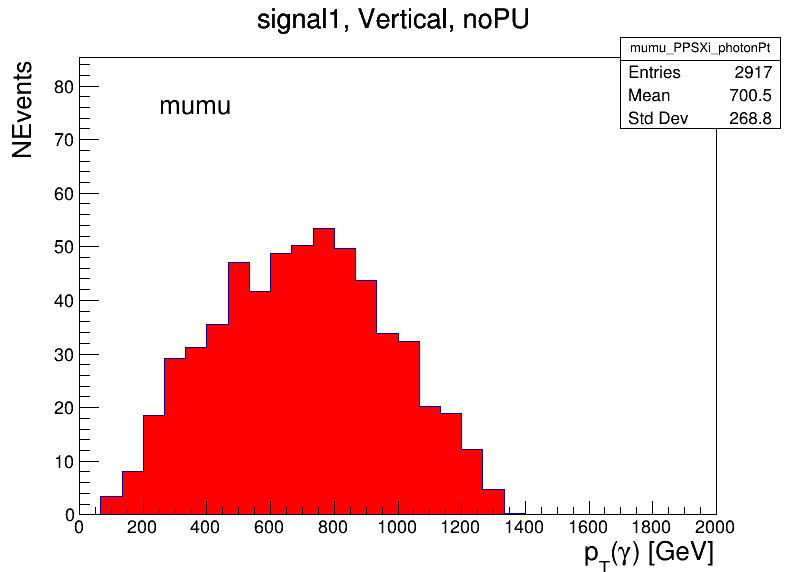 signal1, Vertical, noPU
mumu_PPSXi_photonPt
Entries 2917
Mean 700.5
Std Dev 268.8
NEvents
mumu
80
70
60
50
40
30
20
10
0
0 200 400 600 800 1000 1200 1400 1600 1800 2000
p_T(γ) [GeV]